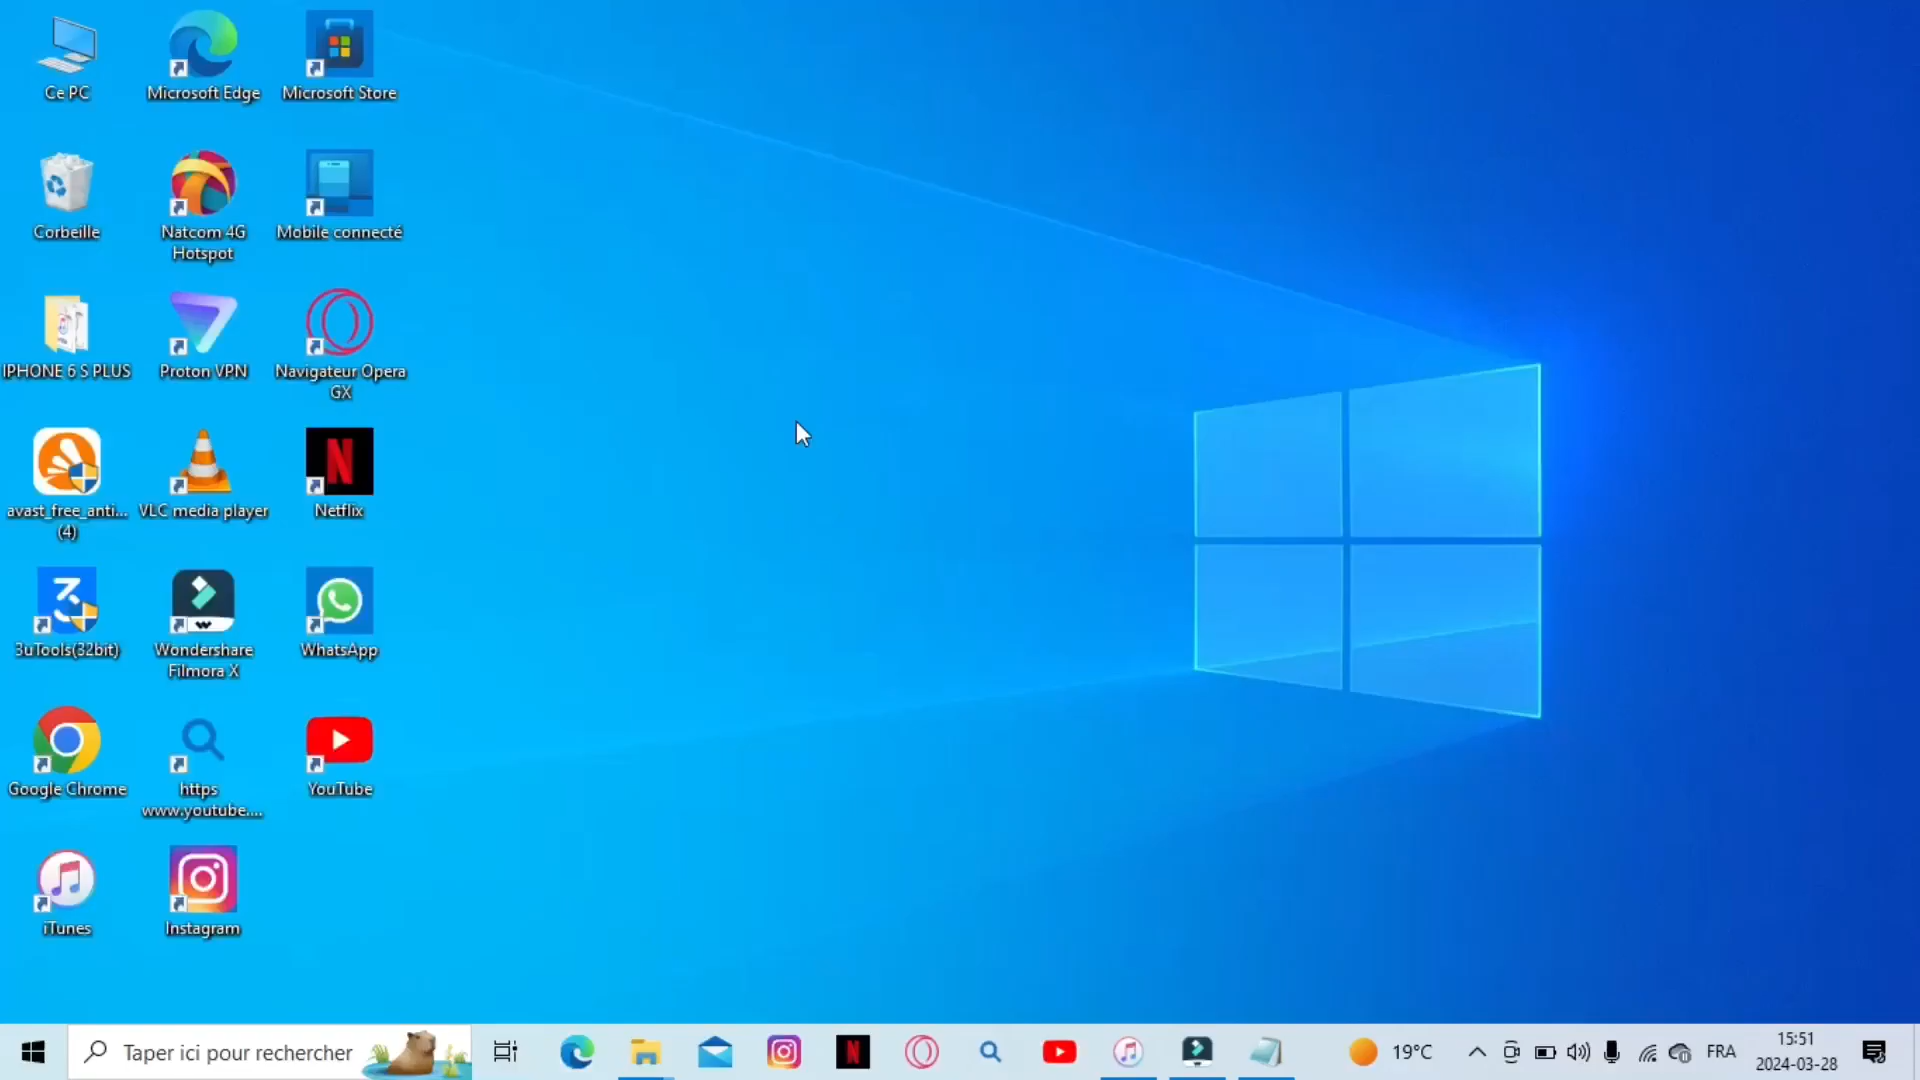 Ce PC
Microsoft Edge
Microsoft Store
Corbeille
Natcom 4G
Hotspot
Mobile connecté
IPHONE 6 S PLUS
Proton VPN
Navigateur Opera
GX
avast_free_anti...
(4)
VLC media player
Netflix
3uTools(32bit)
Wondershare
Filmora X
WhatsApp
Google Chrome
https
www.youtube....
YouTube
iTunes
Instagram
Taper ici pour rechercher
19°C
FRA
15:51
2024-03-28